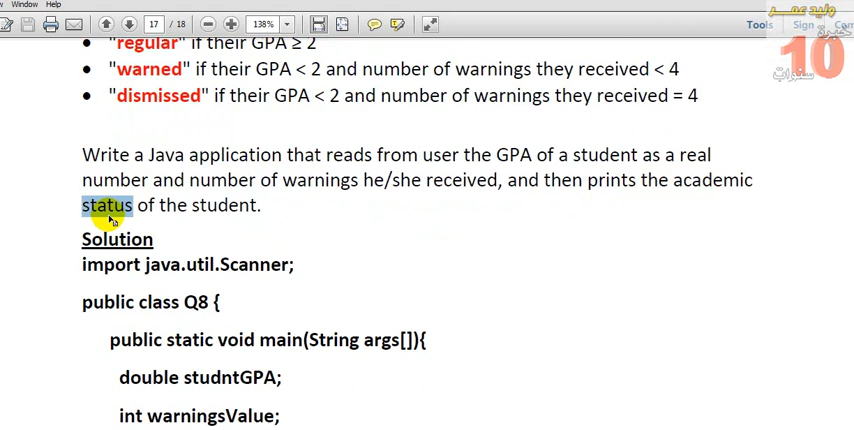 Window Help
17 / 18 138% Tools Sign
وليد عمر
خبرة
10
سنوات
"regular" if their GPA ≥ 2
• "warned" if their GPA < 2 and number of warnings they received < 4
• "dismissed" if their GPA < 2 and number of warnings they received = 4
Write a Java application that reads from user the GPA of a student as a real
number and number of warnings he/she received, and then prints the academic
status of the student.
Solution
import java.util.Scanner;
public class Q8 {
public static void main(String args[]){
double studntGPA;
int warningsValue;